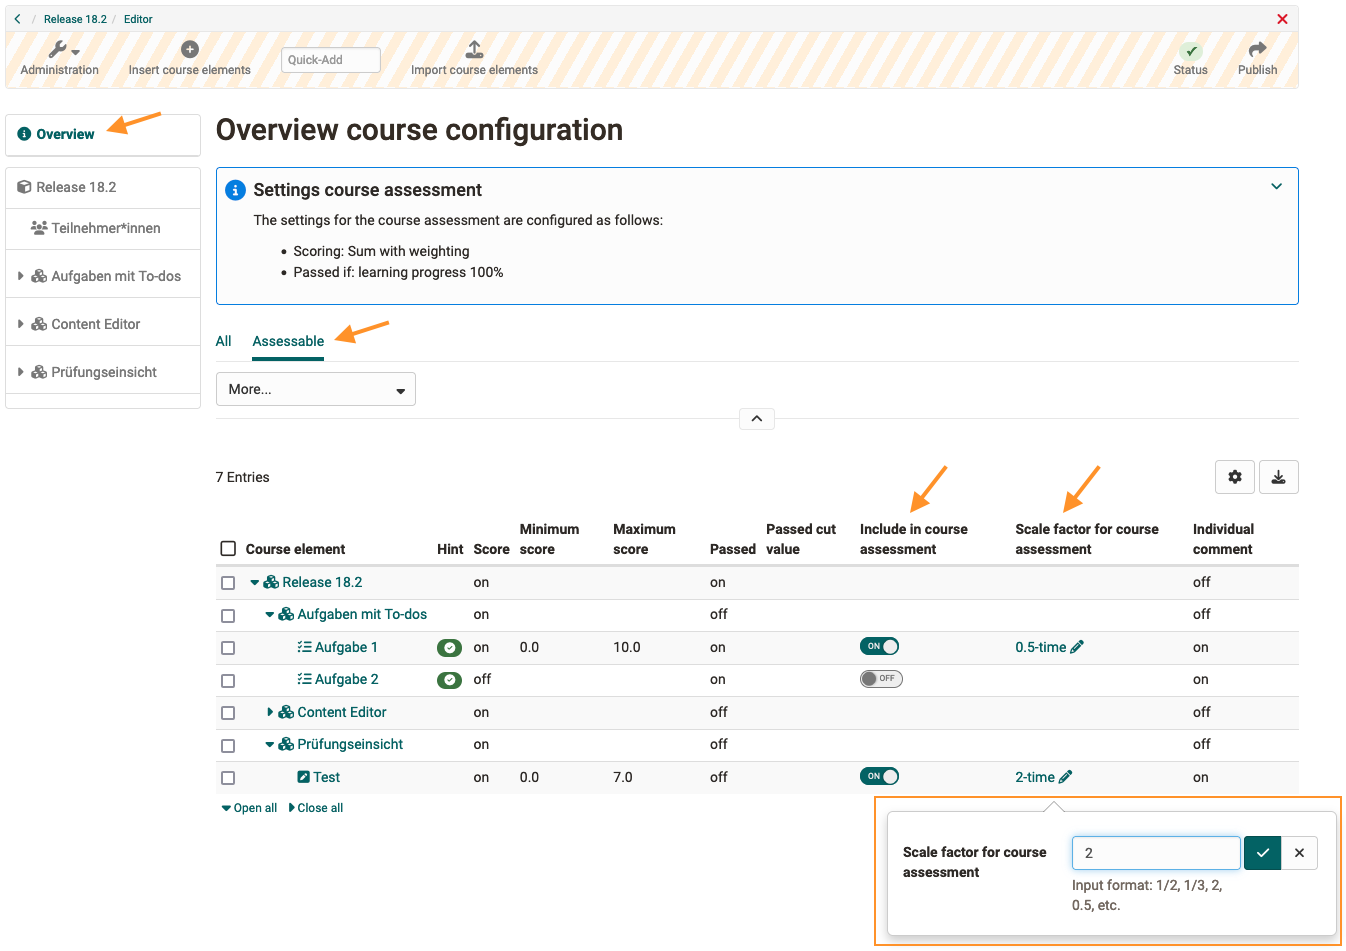 Release 18.2 / Editor
Administration
Insert course elements
Quick-Add
Import course elements
Status
Publish
Overview
Release 18.2
Teilnehmer*innen
Aufgaben mit To-dos
Content Editor
Prüfungseinsicht
Overview course configuration
Settings course assessment
The settings for the course assessment are configured as follows:
• Scoring: Sum with weighting
• Passed if: learning progress 100%
All Assessable
More...
7 Entries
Course element Hint Score Minimum score Maximum score Passed Passed cut value Include in course assessment Scale factor for course assessment Individual comment
Release 18.2 on on off
Aufgaben mit To-dos on off off
Aufgabe 1 on 0.0 10.0 on ON 0.5-time on
Aufgabe 2 off on OFF on
Content Editor on off off
Prüfungseinsicht on off off
Test on 0.0 7.0 off ON 2-time on
Open all Close all
Scale factor for course
assessment
2
Input format: 1/2, 1/3, 2,
0.5, etc.